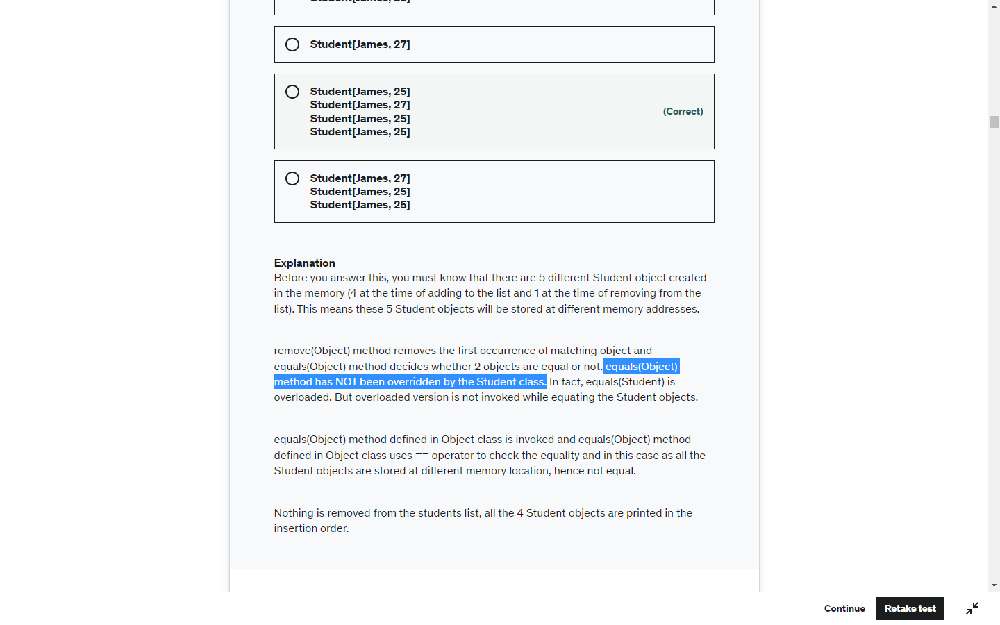 Student[James, 27]
Student[James, 25]
Student[James, 27]
Student[James, 25]
Student[James, 25]
(Correct)
Student[James, 27]
Student[James, 25]
Student[James, 25]
Explanation
Before you answer this, you must know that there are 5 different Student object created
in the memory (4 at the time of adding to the list and 1 at the time of removing from the
list). This means these 5 Student objects will be stored at different memory addresses.
remove(Object) method removes the first occurrence of matching object and
equals(Object) method decides whether 2 objects are equal or not. equals(Object)
method has NOT been overridden by the Student class. In fact, equals(Student) is
overloaded. But overloaded version is not invoked while equating the Student objects.
equals(Object) method defined in Object class is invoked and equals(Object) method
defined in Object class uses == operator to check the equality and in this case as all the
Student objects are stored at different memory location, hence not equal.
Nothing is removed from the students list, all the 4 Student objects are printed in the
insertion order.
Continue
Retake test